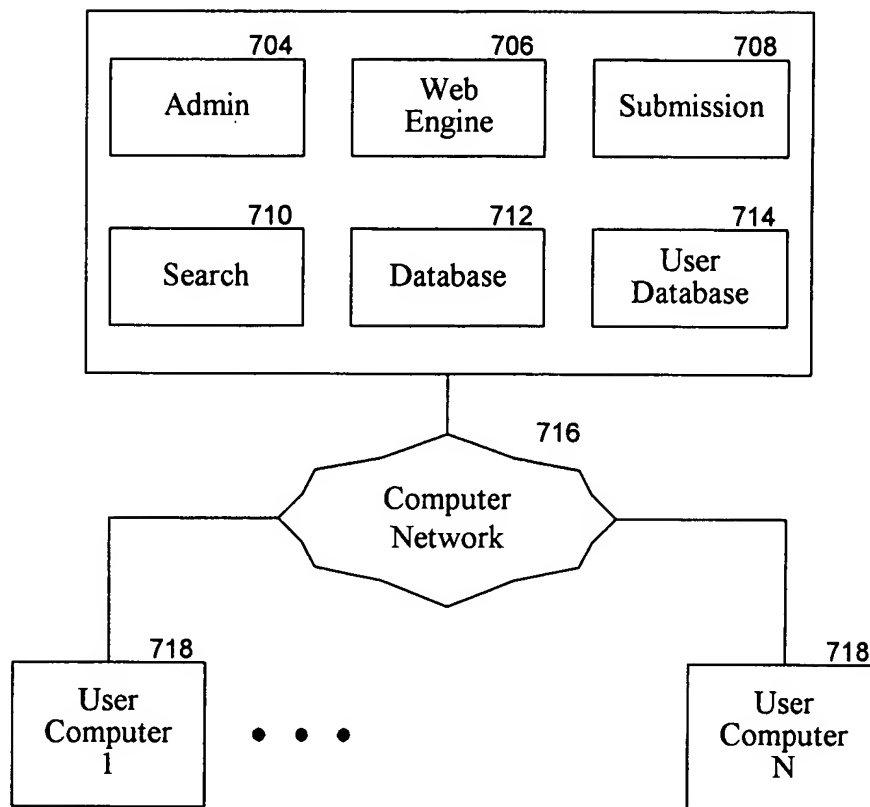 704
706
708
Admin
Web
Engine
Submission
710
712
714
Search
Database
User
Database
716
Computer
Network
718
718
User
Computer
1
User
Computer
N